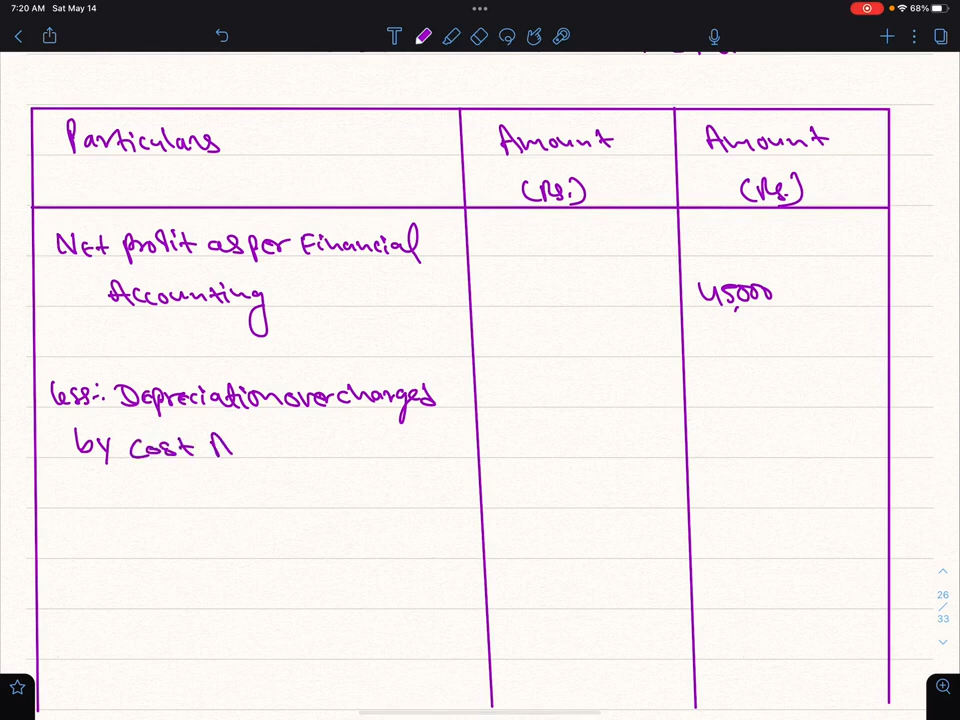 7:20 AM Sat May 14
68%
Particulars
Amount
(Rs.)
Amount
(Rs.)
Net profit as per Financial
Accounting
45,000
less:- Depreciation overcharged
by cost A
26
/
33